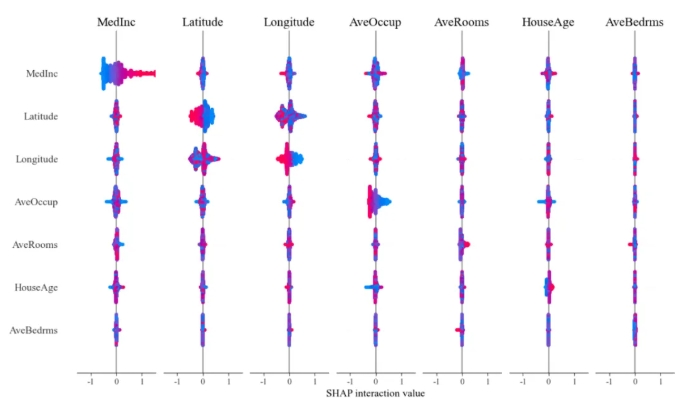 MedInc Latitude Longitude AveOccup AveRooms HouseAge AveBedrms
MedInc
Latitude
Longitude
AveOccup
AveRooms
HouseAge
AveBedrms
-1 0 1 -1 0 1 -1 0 1 -1 0 1 -1 0 1 -1 0 1 -1 0 1
SHAP interaction value